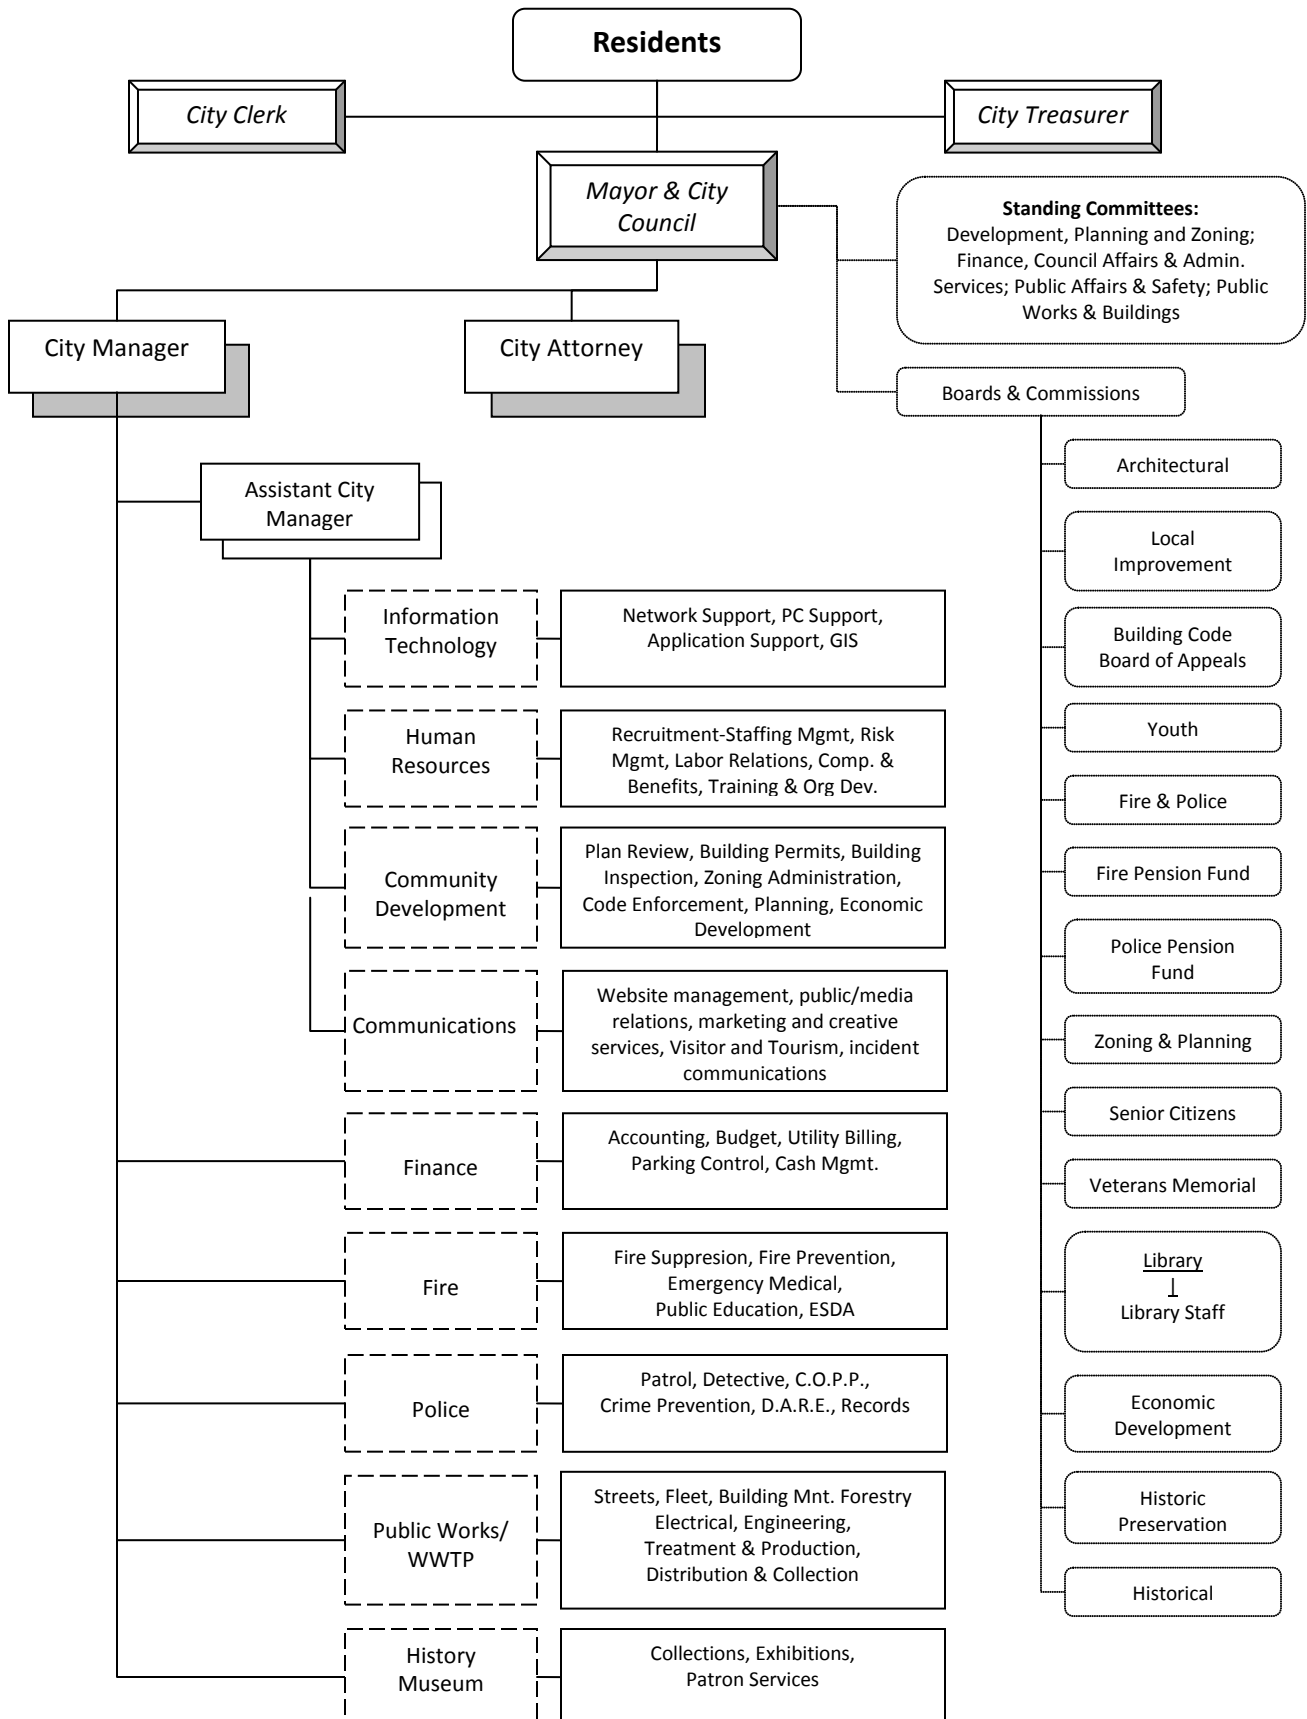 Residents
City Clerk
City Treasurer
Mayor & City
Council
Standing Committees:
Development, Planning and Zoning;
Finance, Council Affairs & Admin.
Services; Public Affairs & Safety; Public
Works & Buildings
City Manager
City Attorney
Boards & Commissions
Assistant City
Manager
Information
Technology
Network Support, PC Support,
Application Support, GIS
Human
Resources
Recruitment-Staffing Mgmt, Risk
Mgmt, Labor Relations, Comp. &
Benefits, Training & Org Dev.
Community
Development
Plan Review, Building Permits, Building
Inspection, Zoning Administration,
Code Enforcement, Planning, Economic
Development
Communications
Website management, public/media
relations, marketing and creative
services, Visitor and Tourism, incident
communications
Finance
Accounting, Budget, Utility Billing,
Parking Control, Cash Mgmt.
Fire
Fire Suppresion, Fire Prevention,
Emergency Medical,
Public Education, ESDA
Police
Patrol, Detective, C.O.P.P.,
Crime Prevention, D.A.R.E., Records
Public Works/
WWTP
Streets, Fleet, Building Mnt. Forestry
Electrical, Engineering,
Treatment & Production,
Distribution & Collection
History
Museum
Collections, Exhibitions,
Patron Services
Architectural
Local
Improvement
Building Code
Board of Appeals
Youth
Fire & Police
Fire Pension Fund
Police Pension
Fund
Zoning & Planning
Senior Citizens
Veterans Memorial
Library
Library Staff
Economic
Development
Historic
Preservation
Historical